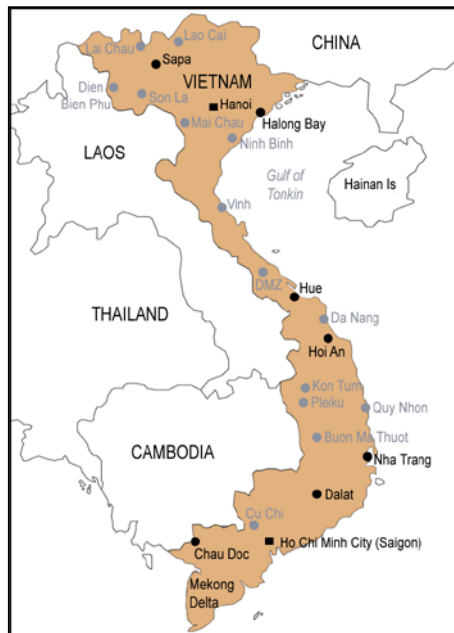 CHINA
Lao Cai
Lai Chau
Sapa
VIETNAM
Dien
Bien Phu
Son La
Hanoi
Mai Chau
Halong Bay
Ninh Binh
LAOS
Gulf of
Tonkin
Hainan Is
Vinh
DMZ
Hue
THAILAND
Da Nang
Hoi An
Kon Tum
Pleiku
Quy Nhon
CAMBODIA
Buon Ma Thuot
Nha Trang
Dalat
Cu Chi
Ho Chi Minh City (Saigon)
Chau Doc
Mekong
Delta